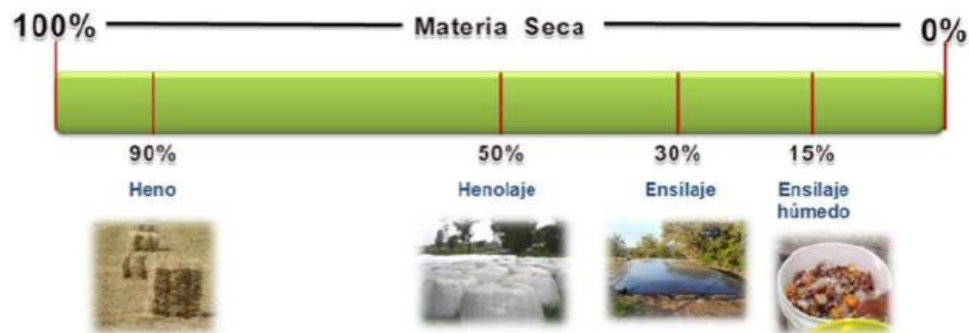 100% Materia Seca 0%
90% 50% 30% 15%
Heno Henolaje Ensilaje Ensilaje
húmedo